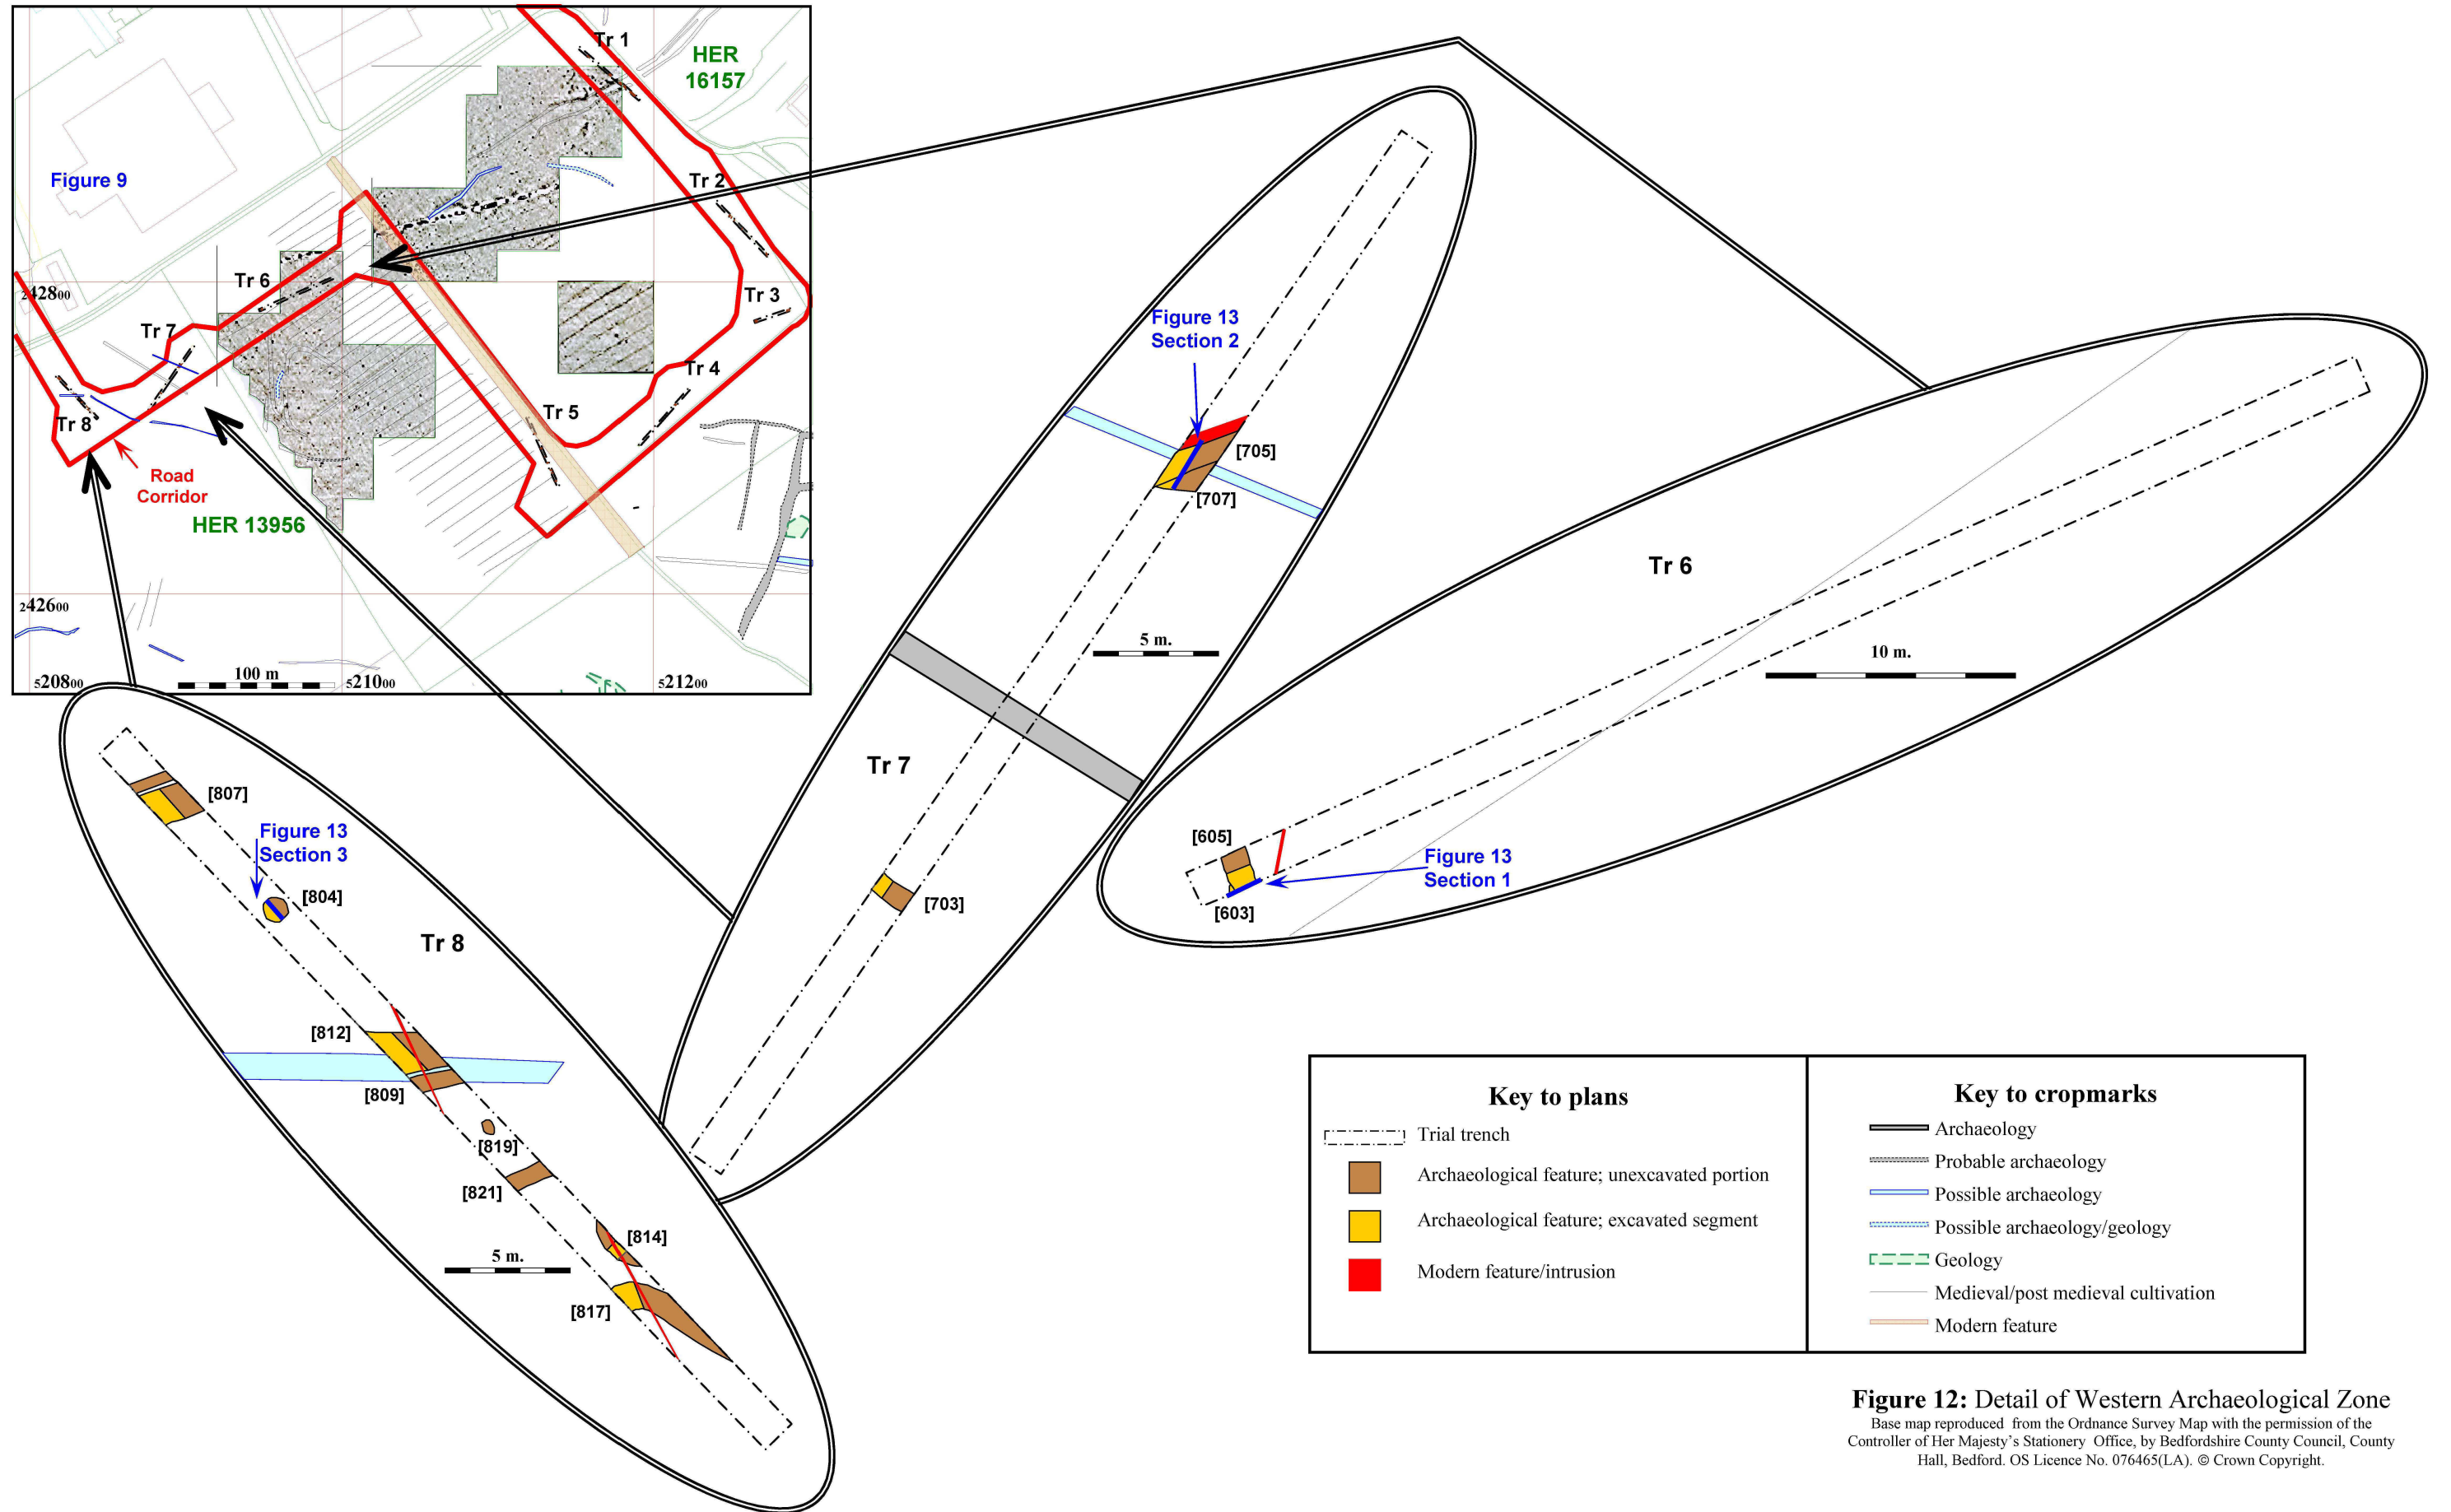 Tr 1
HER
16157
Figure 9
Tr 2
Tr 6
242800
Tr 3
Tr 7
Tr 4
Tr 5
Tr 8
Road
Corridor
HER 13956
242600
100 m
520800
521000
521200
Figure 13
Section 2
[705]
[707]
5 m.
Tr 7
[703]
Tr 6
10 m.
[605]
Figure 13
Section 1
[603]
[807]
Figure 13
Section 3
[804]
Tr 8
[812]
[809]
[819]
[821]
[814]
5 m.
[817]
Key to plans
Trial trench
Archaeological feature; unexcavated portion
Archaeological feature; excavated segment
Modern feature/intrusion
Key to cropmarks
Archaeology
Probable archaeology
Possible archaeology
Possible archaeology/geology
Geology
Medieval/post medieval cultivation
Modern feature
Figure 12: Detail of Western Archaeological Zone
Base map reproduced from the Ordnance Survey Map with the permission of the
Controller of Her Majesty's Stationery Office, by Bedfordshire County Council, County
Hall, Bedford. OS Licence No. 076465(LA). © Crown Copyright.